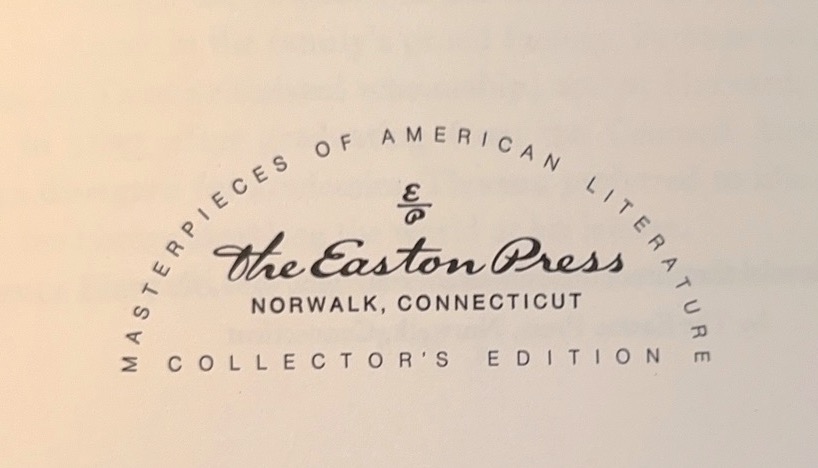 MASTERPIECES OF AMERICAN LITERATURE
E
P
The Easton Press
NORWALK, CONNECTICUT
COLLECTOR'S EDITION